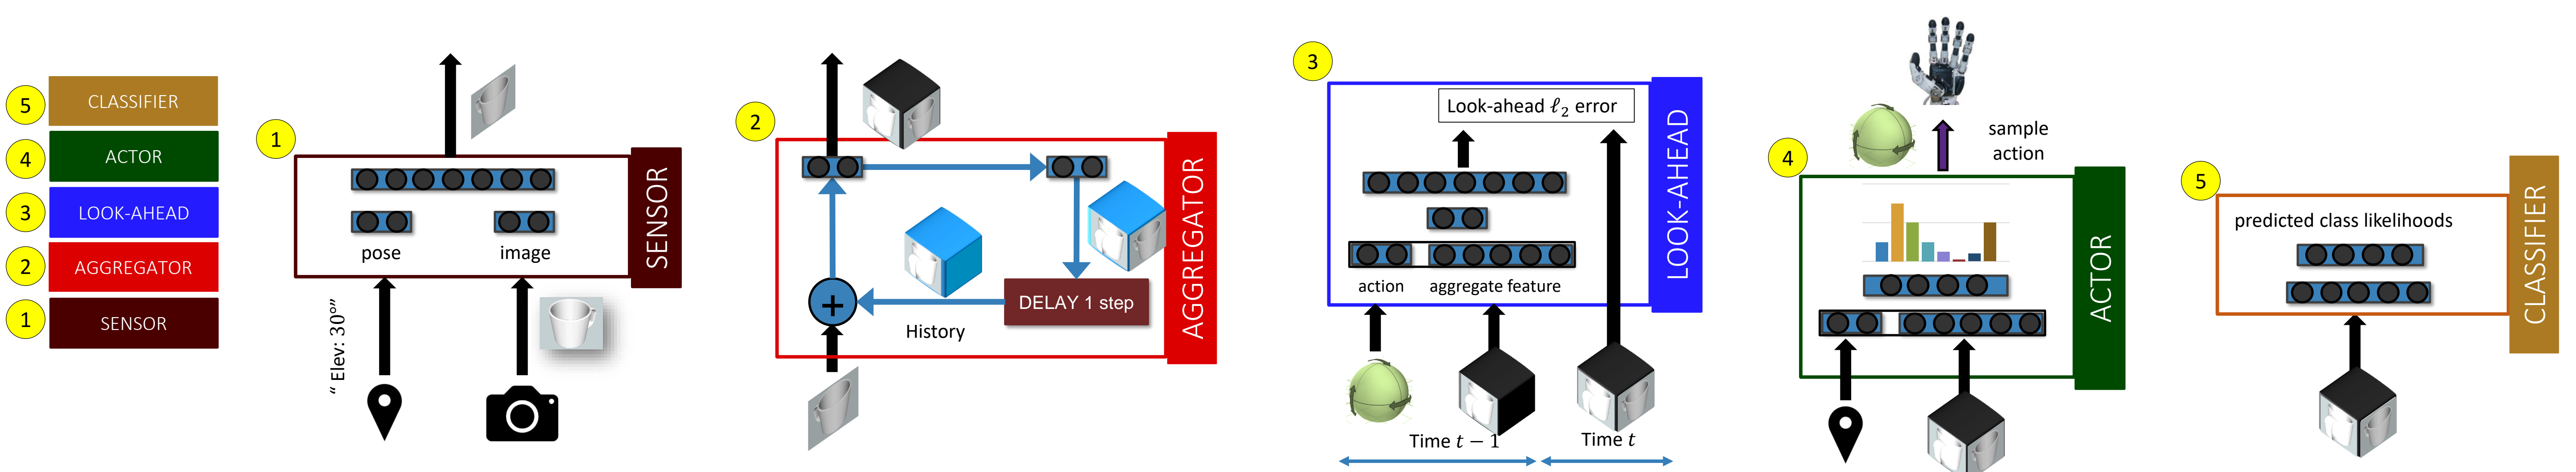 5
CLASSIFIER
4
ACTOR
3
LOOK-AHEAD
2
AGGREGATOR
1
SENSOR
1
SENSOR
pose
image
“ Elev: 30°”
2
AGGREGATOR
+
DELAY 1 step
History
3
LOOK-AHEAD
Look-ahead ℓ₂ error
action
aggregate feature
Time t − 1
Time t
4
ACTOR
sample
action
5
CLASSIFIER
predicted class likelihoods